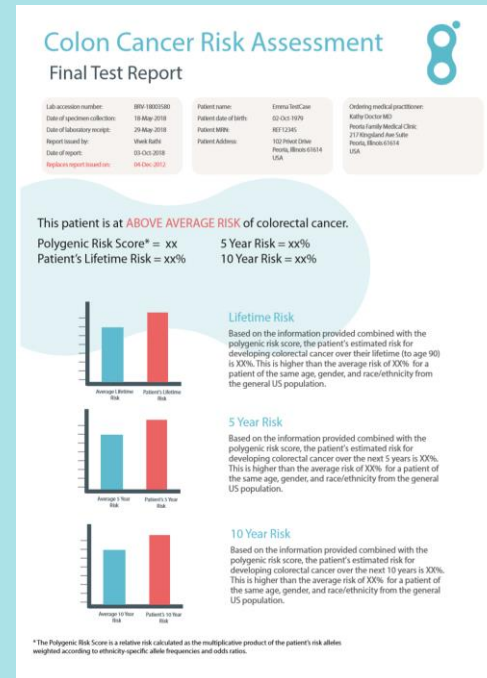 Colon Cancer Risk Assessment
Final Test Report
Lab accession number: BRV-18003580
Date of specimen collection: 18-May-2018
Date of laboratory receipt: 29-May-2018
Report issued by: Vivek Rathi
Date of report: 03-Oct-2018
Replaces report issued on: 04-Dec-2012
Patient name: Emma TestCase
Patient date of birth: 02-Oct-1979
Patient MRN: REF12345
Patient Address 102 Privet Drive
Peoria, Illinois 61614
USA
Ordering medical practitioner:
Kathy Doctor MD
Peoria Family Medical Clinic
217 Kingsland Ave Suite
Peoria, Illinois 61614
USA
This patient is at ABOVE AVERAGE RISK of colorectal cancer.
Polygenic Risk Score* = xx 5 Year Risk = xx%
Patient's Lifetime Risk = xx% 10 Year Risk = xx%
Average Lifetime Risk
Patient's Lifetime Risk
Lifetime Risk
Based on the information provided combined with the
polygenic risk score, the patient's estimated risk for
developing colorectal cancer over their lifetime (to age 90)
is XX%. This is higher than the average risk of XX% for a
patient of the same age, gender, and race/ethnicity from
the general US population.
Average 5 Year Risk
Patient's 5 Year Risk
5 Year Risk
Based on the information provided combined with the
polygenic risk score, the patient's estimated risk for
developing colorectal cancer over the next 5 years is XX%.
This is higher than the average risk of XX% for a patient of
the same age, gender, and race/ethnicity from the general
US population.
Average 10 Year Risk
Patient's 10 Year Risk
10 Year Risk
Based on the information provided combined with the
polygenic risk score, the patient's estimated risk for
developing colorectal cancer over the next 10 years is XX%.
This is higher than the average risk of XX% for a patient of
the same age, gender, and race/ethnicity from the general
US population.
* The Polygenic Risk Score is a relative risk calculated as the multiplicative product of the patient's risk alleles
weighted according to ethnicity-specific allele frequencies and odds ratios.